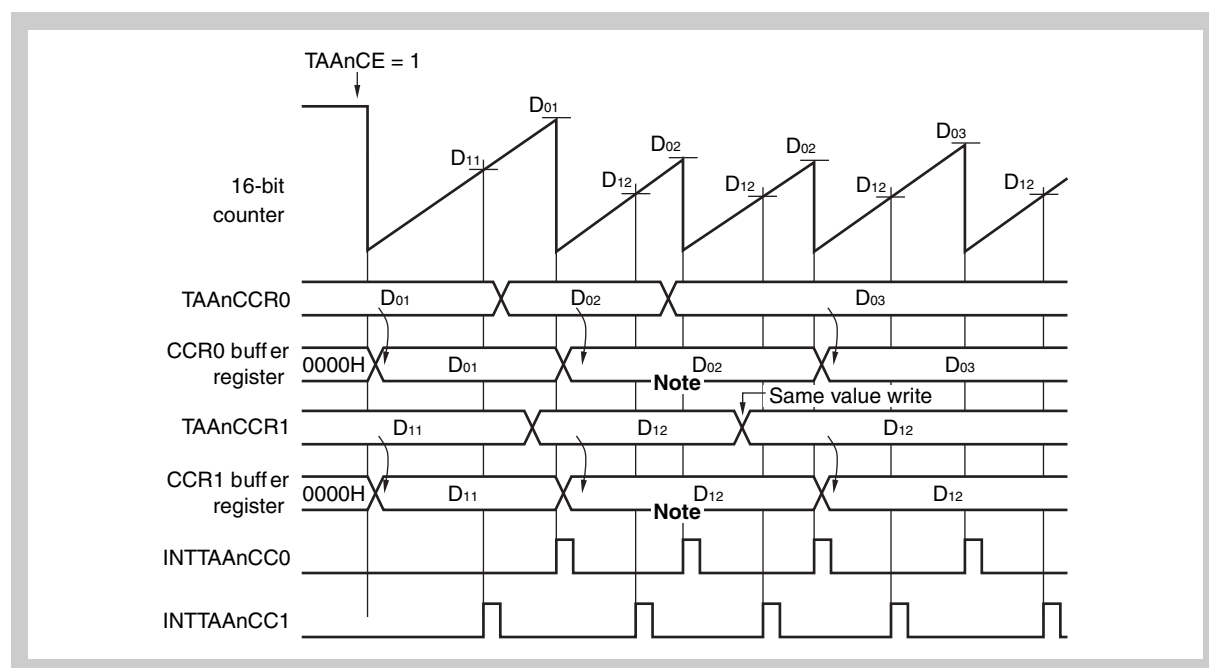 TAAnCE = 1
D01
D11
D02
D02
D03
D12
D12
D12
D12
16-bit
counter
TAAnCCR0
D01
D02
D03
CCR0 buffer
register
0000H
D01
D02
D03
Note
Same value write
TAAnCCR1
D11
D12
D12
CCR1 buffer
register
0000H
D11
D12
D12
Note
INTTAAnCC0
INTTAAnCC1